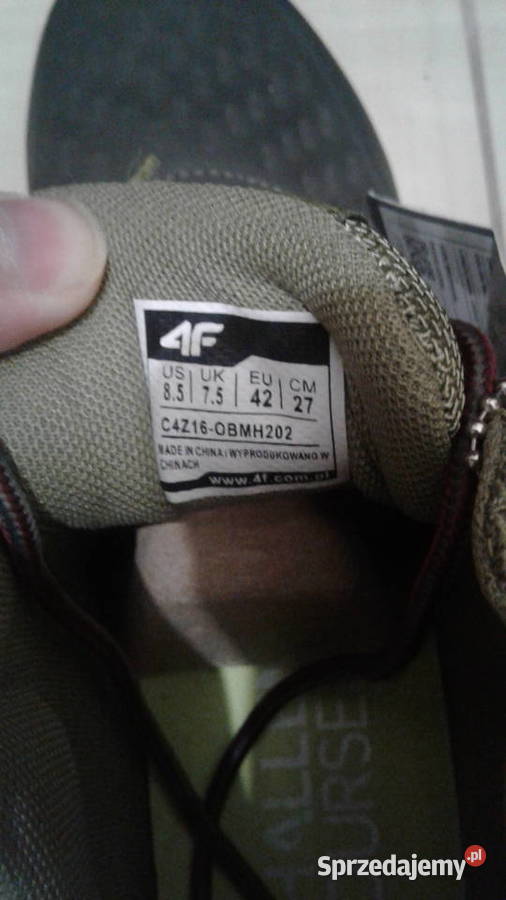 4F
US UK EU CM
8.5 7.5 42 27
C4Z16-OBMH202
MADE IN CHINA / WYPRODUKOWANO W
CHINACH
www.4f.com.pl
Sprzedajemy.pl